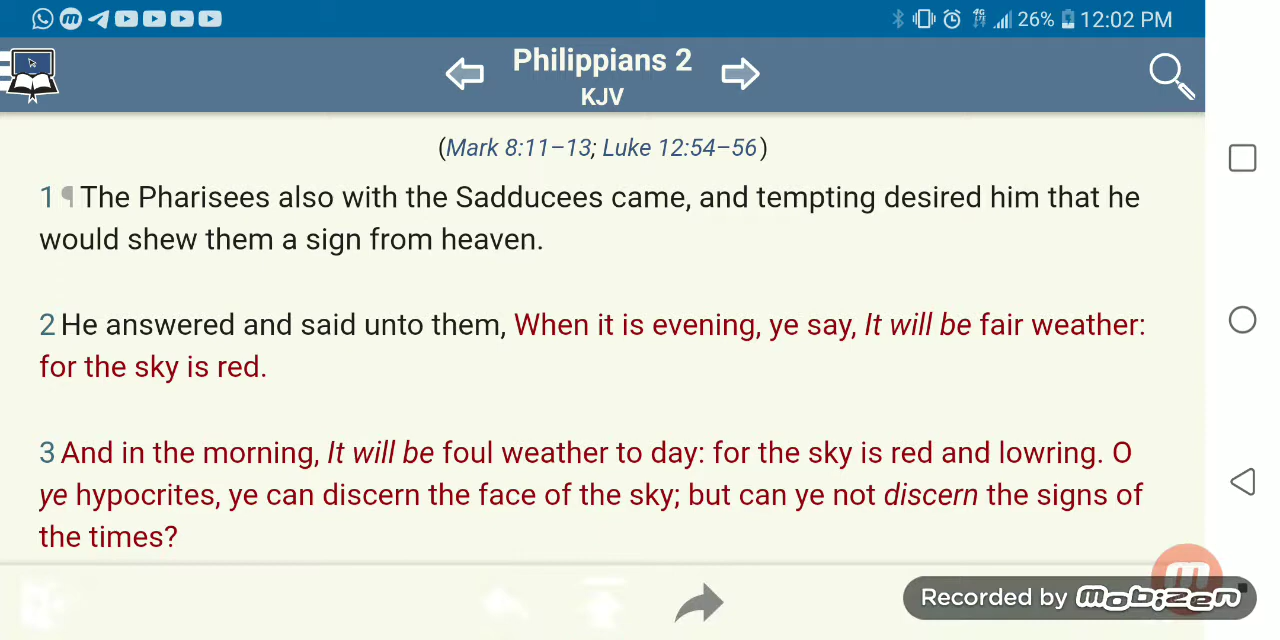 4G
26%
12:02 PM
Philippians 2
KJV
(Mark 8:11–13; Luke 12:54–56)
1 ¶ The Pharisees also with the Sadducees came, and tempting desired him that he
would shew them a sign from heaven.
2 He answered and said unto them, When it is evening, ye say, It will be fair weather:
for the sky is red.
3 And in the morning, It will be foul weather to day: for the sky is red and lowring. O
ye hypocrites, ye can discern the face of the sky; but can ye not discern the signs of
the times?
Recorded by Mobizen